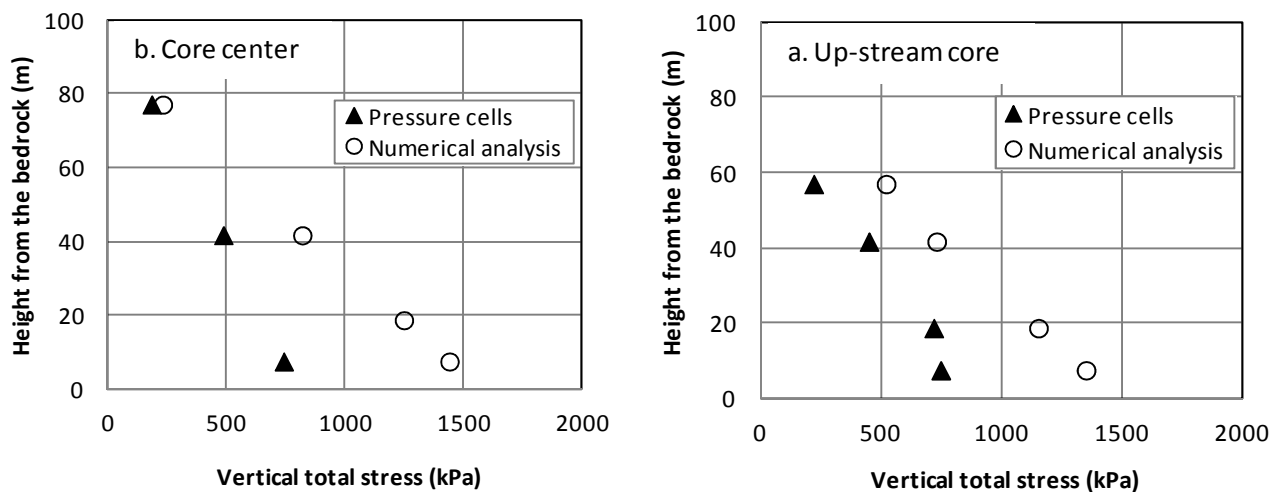 b. Core center
Pressure cells
Numerical analysis
Height from the bedrock (m)
100
80
60
40
20
0
0 500 1000 1500 2000
Vertical total stress (kPa)
a. Up-stream core
Pressure cells
Numerical analysis
Height from the bedrock (m)
100
80
60
40
20
0
0 500 1000 1500 2000
Vertical total stress (kPa)